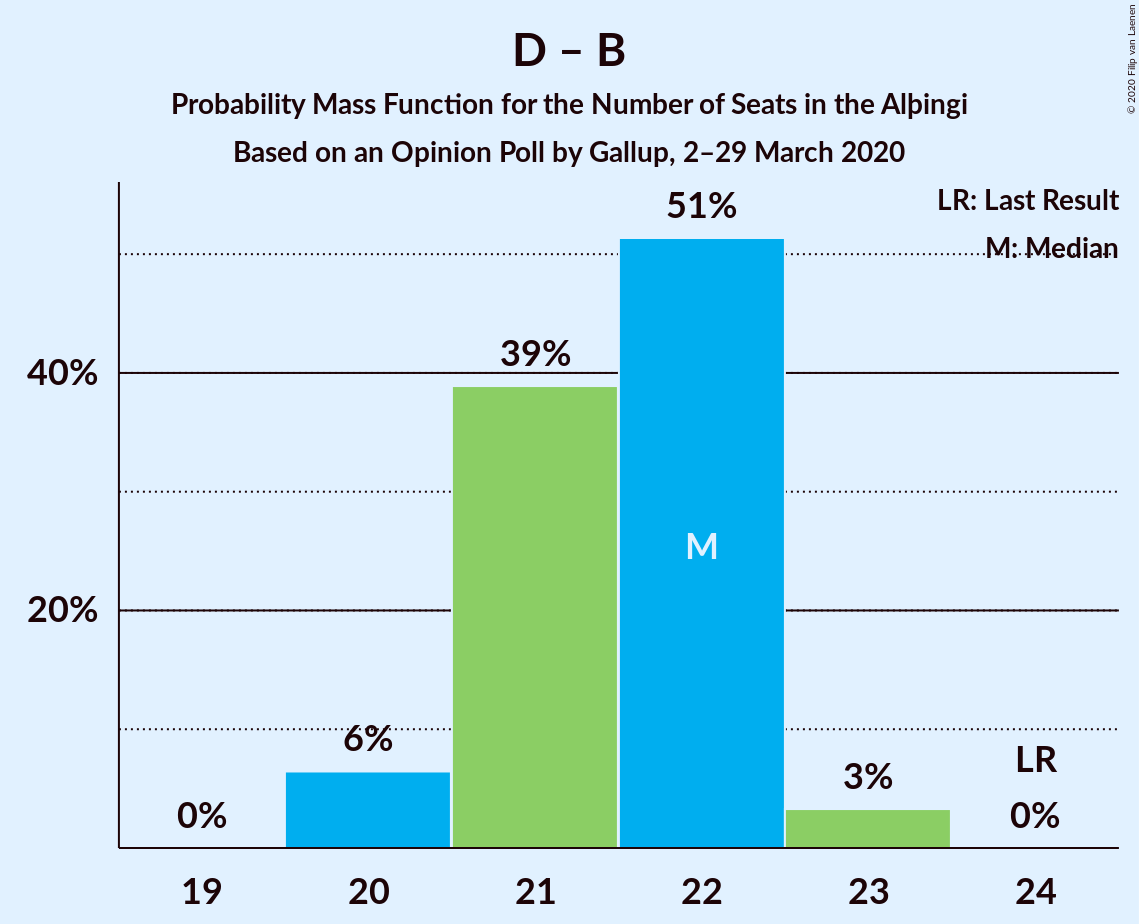 D – B
Probability Mass Function for the Number of Seats in the Alþingi
Based on an Opinion Poll by Gallup, 2–29 March 2020
© 2020 Filip van Laenen
LR: Last Result
M: Median
51%
39%
40%
M
20%
6%
3%
LR
0%
0%
19
20
21
22
23
24